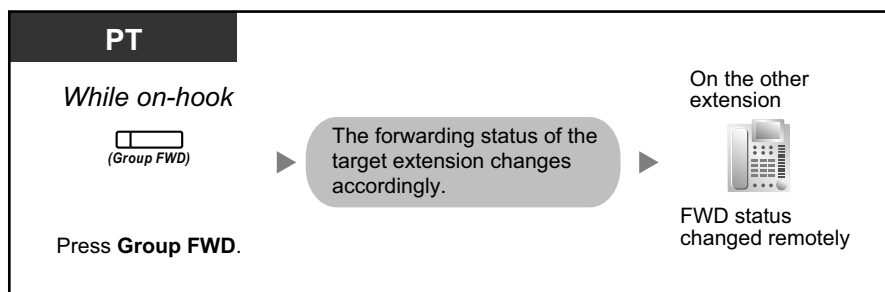 PT
While on-hook
(Group FWD)
Press Group FWD.
The forwarding status of the
target extension changes
accordingly.
On the other
extension
FWD status
changed remotely